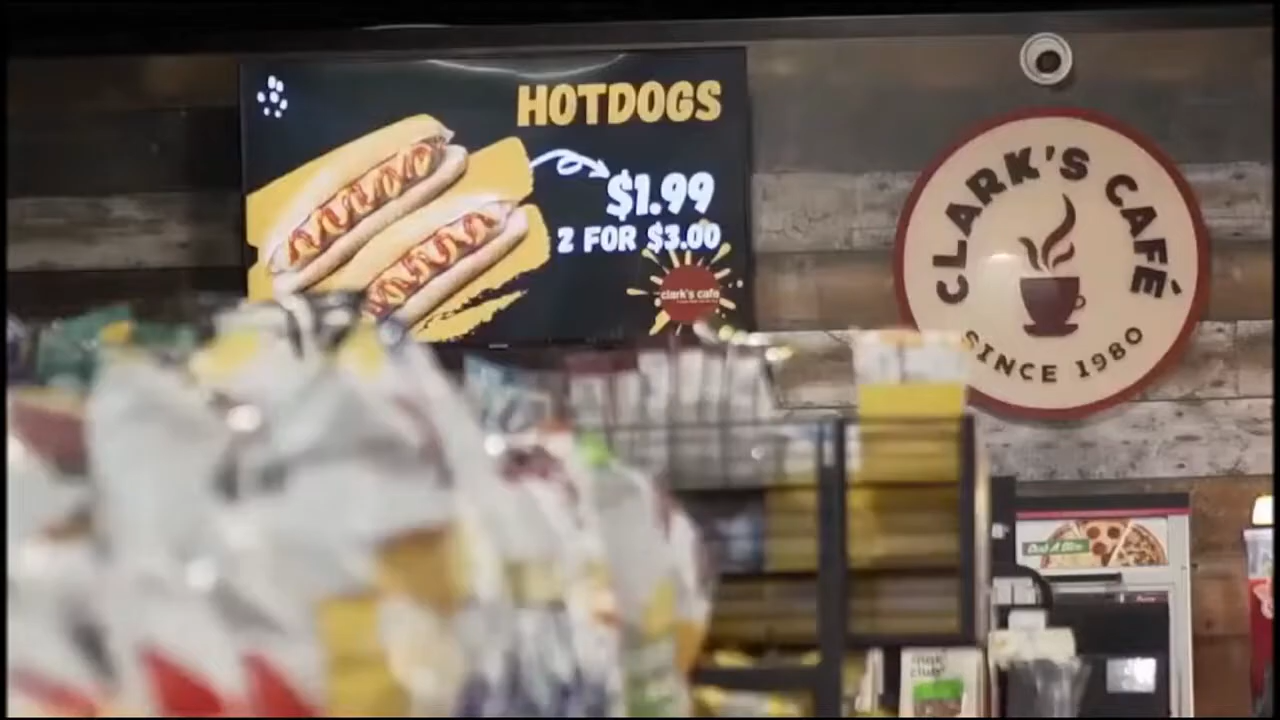 HOTDOGS
$1.99
2 FOR $3.00
clark's cafe
CLARK'S CAFÉ
SINCE 1980